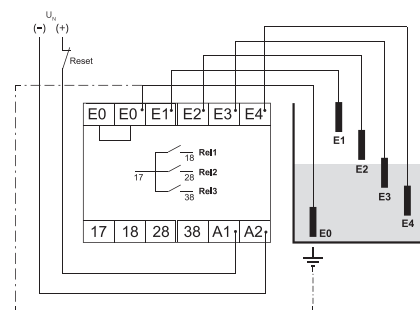 U_N
(-) (+)
Reset
E0 E0 E1 E2 E3 E4
17
18 Rel1
28 Rel2
38 Rel3
17 18 28 38 A1 A2
E1
E2
E3
E4
E0